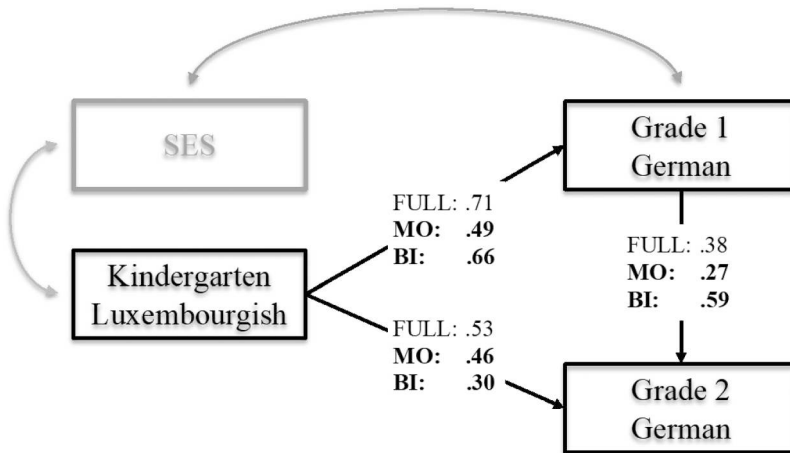 SES
Grade 1
German
FULL: .71
MO: .49
BI: .66
FULL: .38
MO: .27
BI: .59
Kindergarten
Luxembourgish
FULL: .53
MO: .46
BI: .30
Grade 2
German